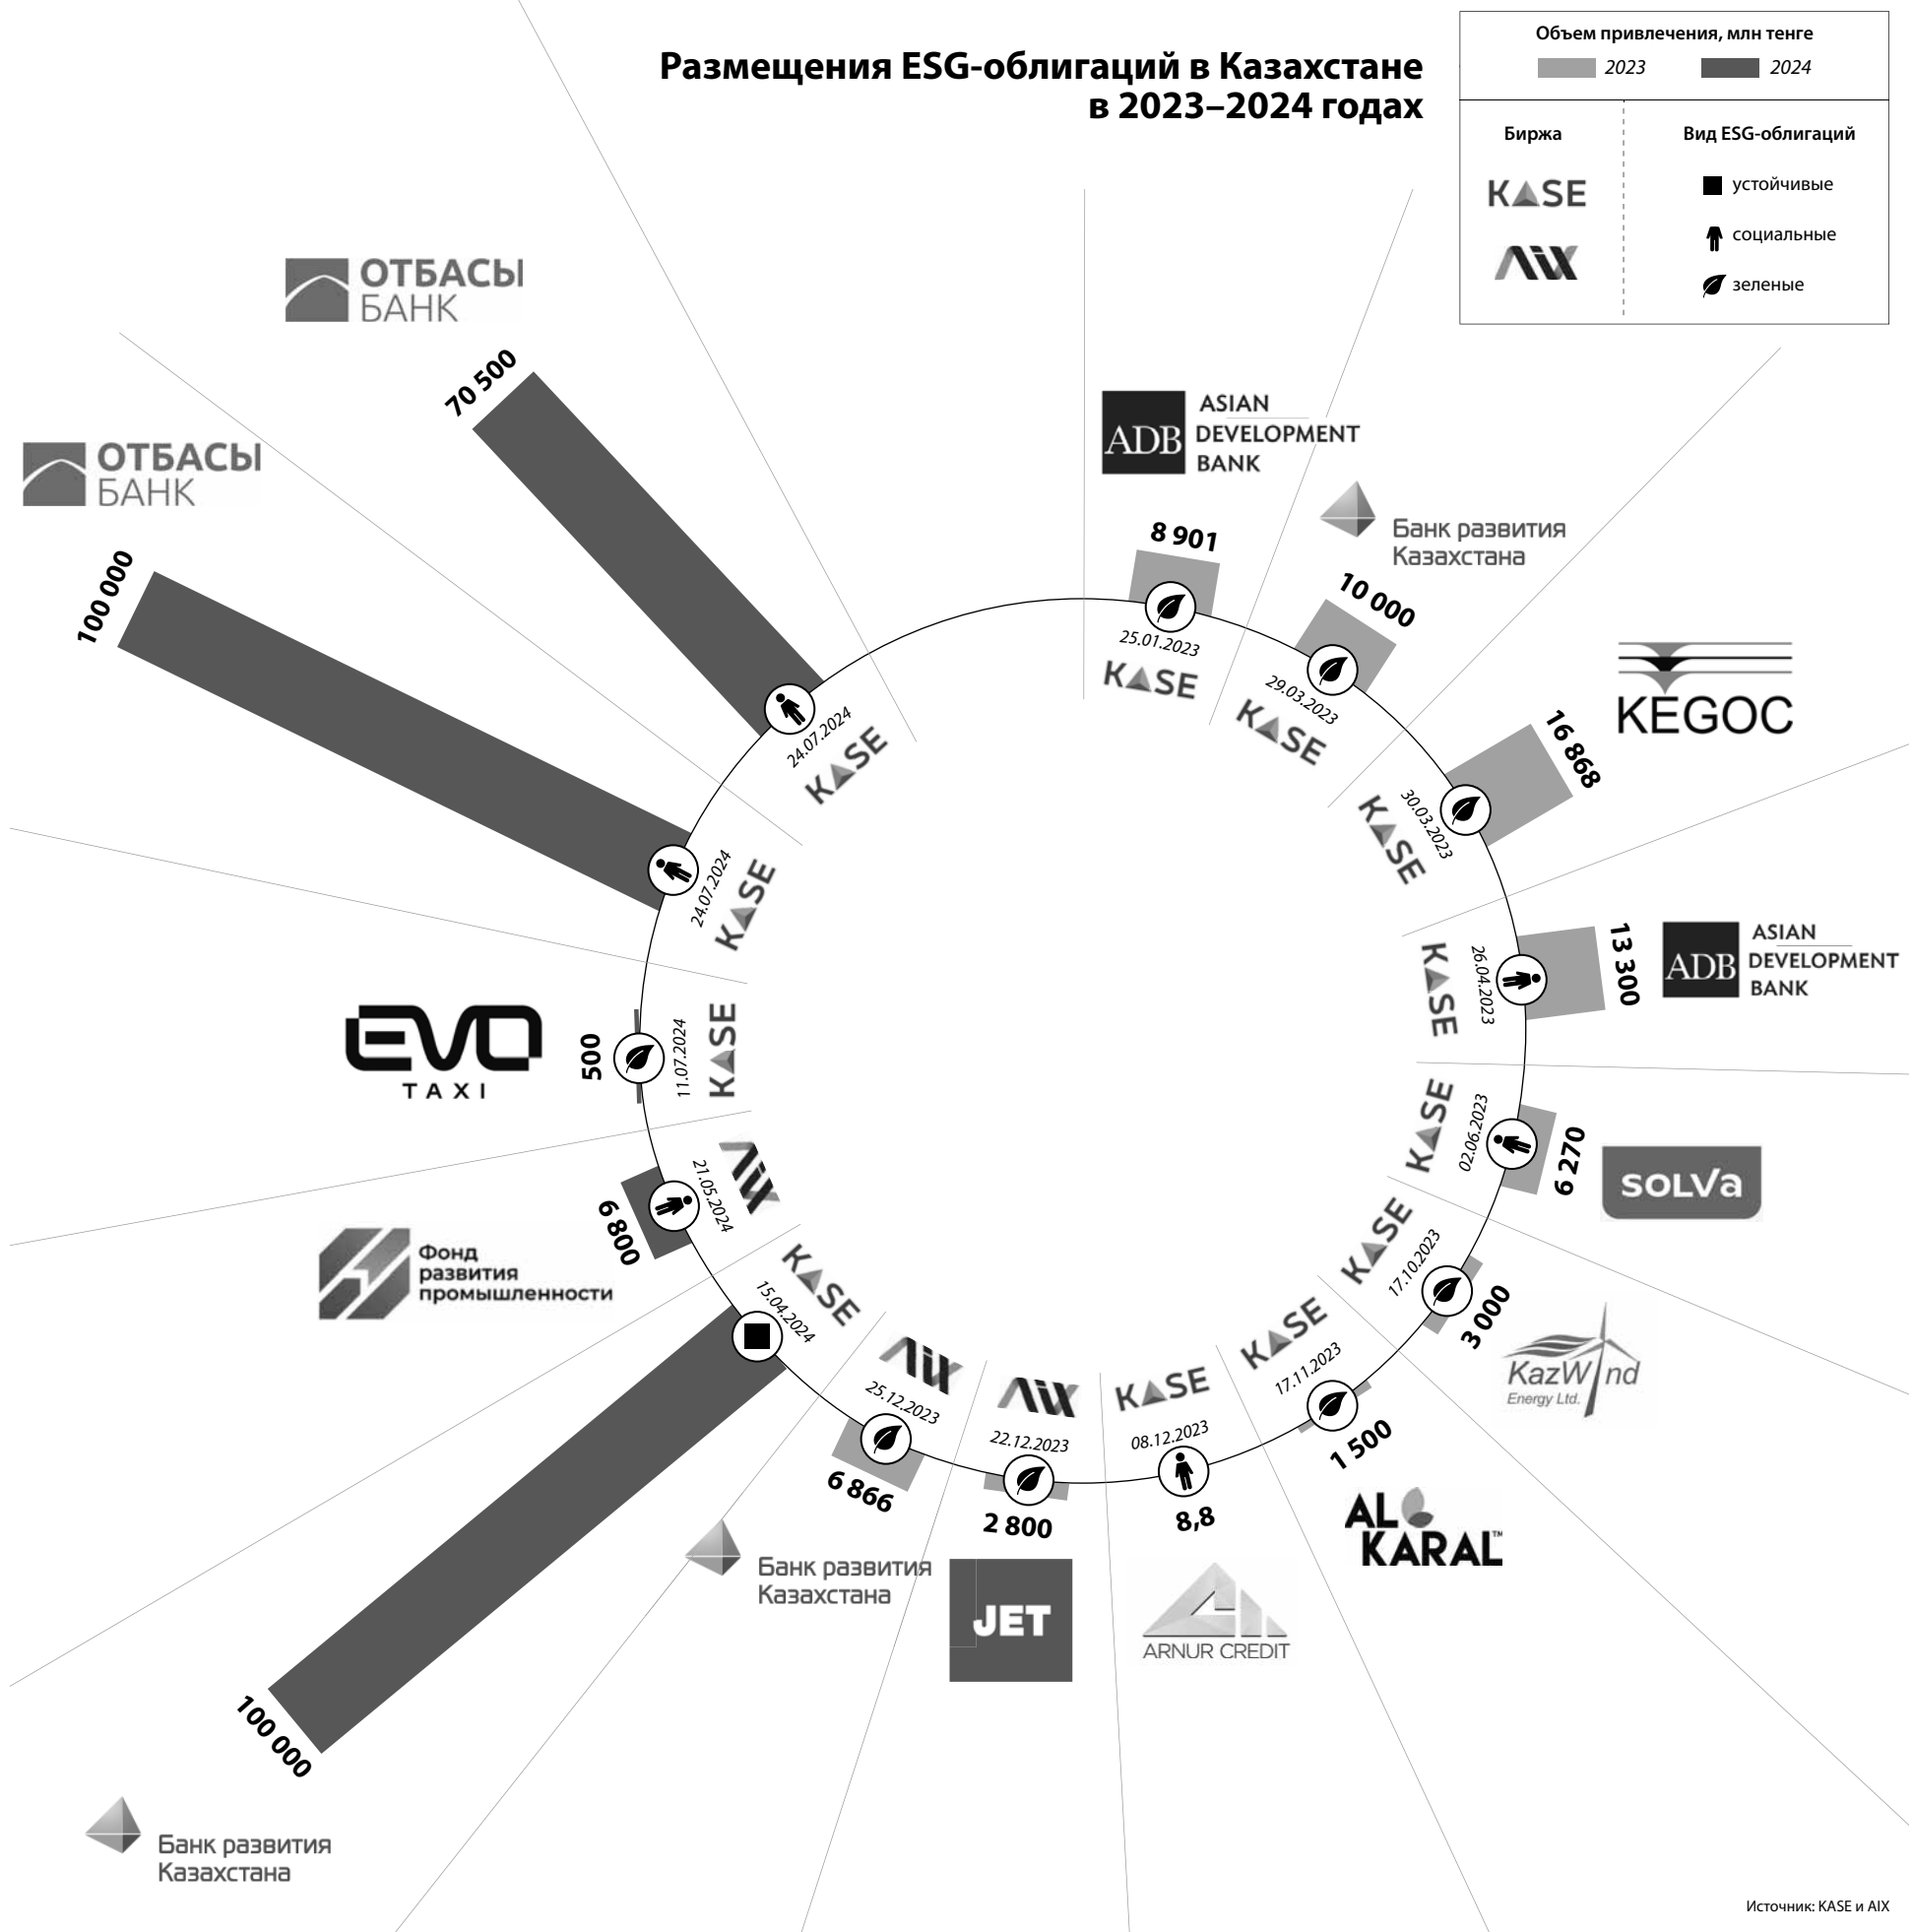 Размещения ESG-облигаций в Казахстане
в 2023–2024 годах
Объем привлечения, млн тенге
2023
2024
Биржа
Вид ESG-облигаций
KASE
AIX
устойчивые
социальные
зеленые
ADB
ASIAN
DEVELOPMENT
BANK
8 901
25.01.2023
KASE
Банк развития
Казахстана
10 000
29.03.2023
KASE
KEGOC
16 868
30.03.2023
KASE
ADB
ASIAN
DEVELOPMENT
BANK
13 300
26.04.2023
KASE
SOLVa
6 270
02.06.2023
KASE
KazWind
Energy Ltd.
3 000
17.10.2023
KASE
AL
KARAL™
1 500
17.11.2023
KASE
ARNUR CREDIT
8,8
08.12.2023
KASE
JET
2 800
22.12.2023
AIX
Банк развития
Казахстана
6 866
25.12.2023
AIX
Банк развития
Казахстана
100 000
15.04.2024
KASE
Фонд
развития
промышленности
6 800
21.05.2024
AIX
EVO
TAXI
500
11.07.2024
KASE
ОТБАСЫ
БАНК
100 000
24.07.2024
KASE
ОТБАСЫ
БАНК
70 500
24.07.2024
KASE
Источник: KASE и AIX